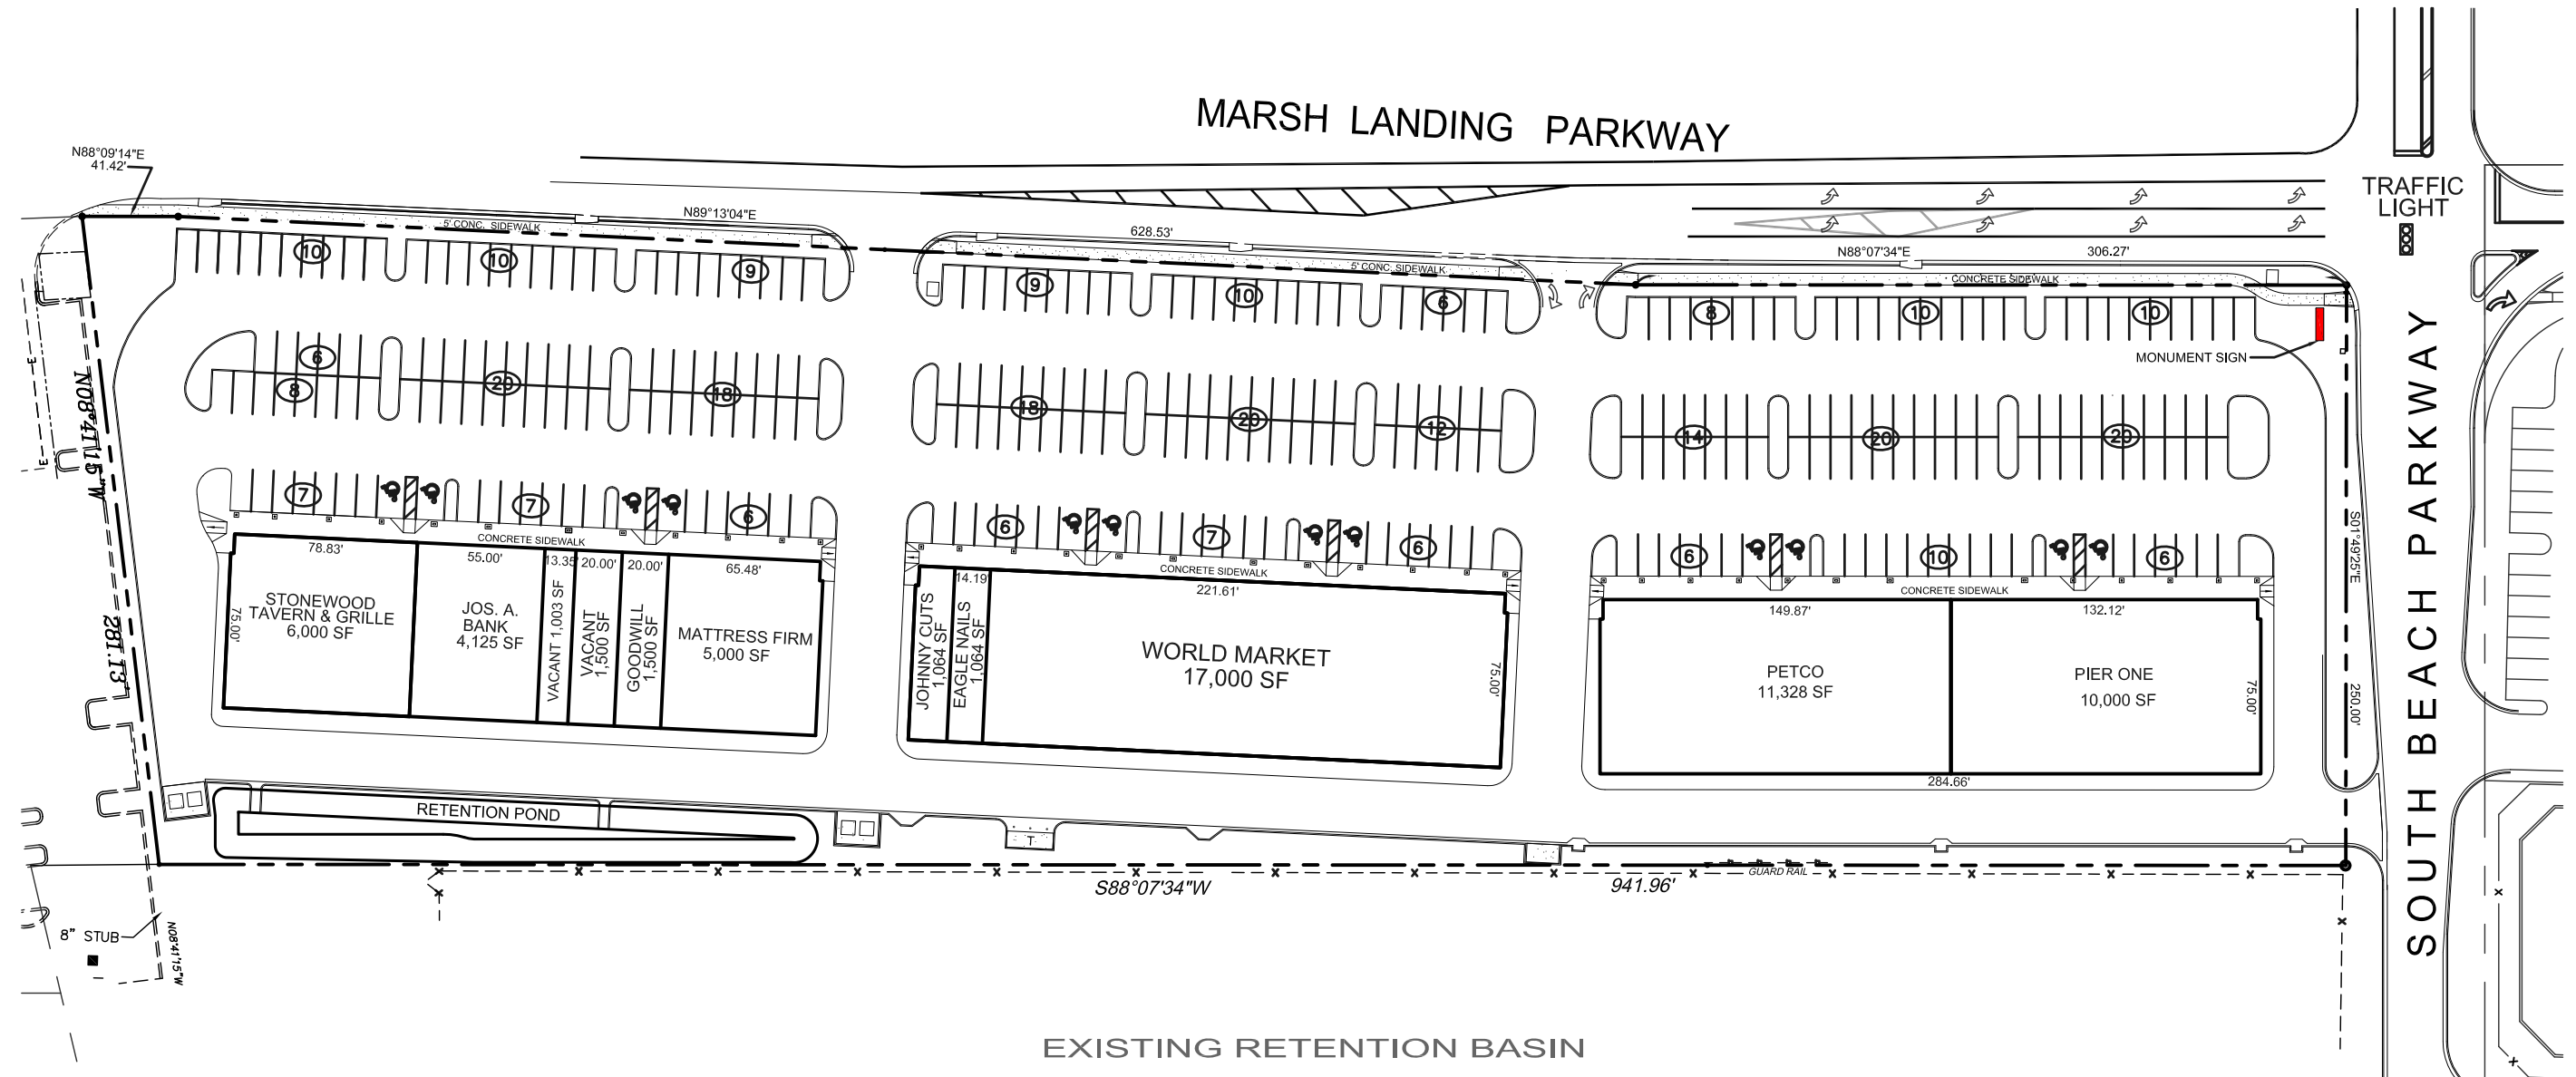 MARSH LANDING PARKWAY
N88°09'14"E
41.42'
TRAFFIC
LIGHT
N89°13'04"E
5' CONC. SIDEWALK
628.53'
5' CONC. SIDEWALK
N88°07'34"E
306.27'
CONCRETE SIDEWALK
10
10
9
9
10
6
8
10
10
MONUMENT SIGN
6
8
20
18
18
20
12
14
20
20
N08°41'15"W
281.13'
7
7
6
6
7
6
6
10
6
S01°49'25"E
250.00'
SOUTH BEACH PARKWAY
CONCRETE SIDEWALK
CONCRETE SIDEWALK
CONCRETE SIDEWALK
78.83'
55.00'
13.35'
20.00'
20.00'
65.48'
14.19'
221.61'
149.87'
132.12'
75.00'
STONEWOOD
TAVERN & GRILLE
6,000 SF
JOS. A.
BANK
4,125 SF
VACANT 1,003 SF
VACANT
1,500 SF
GOODWILL
1,500 SF
MATTRESS FIRM
5,000 SF
JOHNNY CUTS
1,064 SF
EAGLE NAILS
1,064 SF
WORLD MARKET
17,000 SF
75.00'
PETCO
11,328 SF
PIER ONE
10,000 SF
75.00'
284.66'
RETENTION POND
T
S88°07'34"W
941.96'
GUARD RAIL
8" STUB
N08°41'15"W
EXISTING RETENTION BASIN